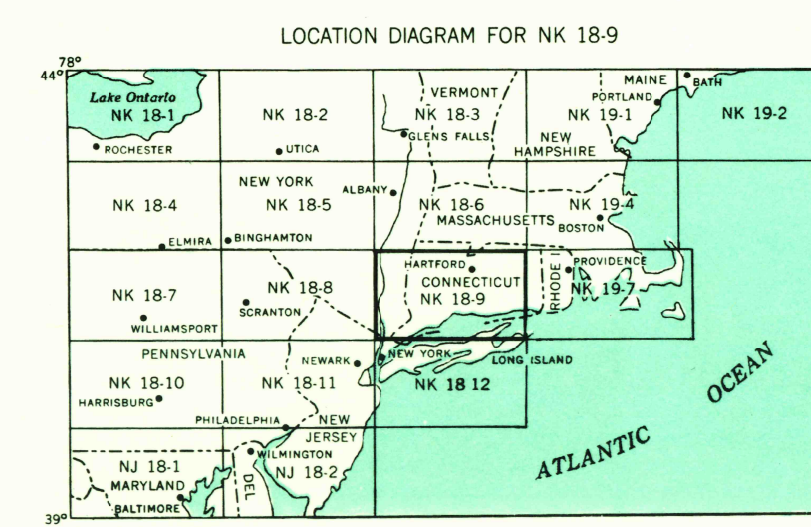 LOCATION DIAGRAM FOR NK 18-9
78°
44°
Lake Ontario
NK 18-1
ROCHESTER
NK 18-2
UTICA
VERMONT
NK 18-3
GLENS FALLS
MAINE
PORTLAND
NK 19-1
NEW
HAMPSHIRE
BATH
NK 19-2
NK 18-4
ELMIRA
NEW YORK
NK 18-5
BINGHAMTON
ALBANY
NK 18-6
MASSACHUSETTS
NK 19-4
BOSTON
NK 18-7
WILLIAMSPORT
NK 18-8
SCRANTON
HARTFORD
CONNECTICUT
NK 18-9
RHODE I
PROVIDENCE
NK 19-7
PENNSYLVANIA
NK 18-10
HARRISBURG
NEWARK
NK 18-11
PHILADELPHIA
NEW
JERSEY
NEW YORK
LONG ISLAND
NK 18 12
NJ 18-1
MARYLAND
BALTIMORE
WILMINGTON
NJ 18-2
DEL
ATLANTIC
OCEAN
39°